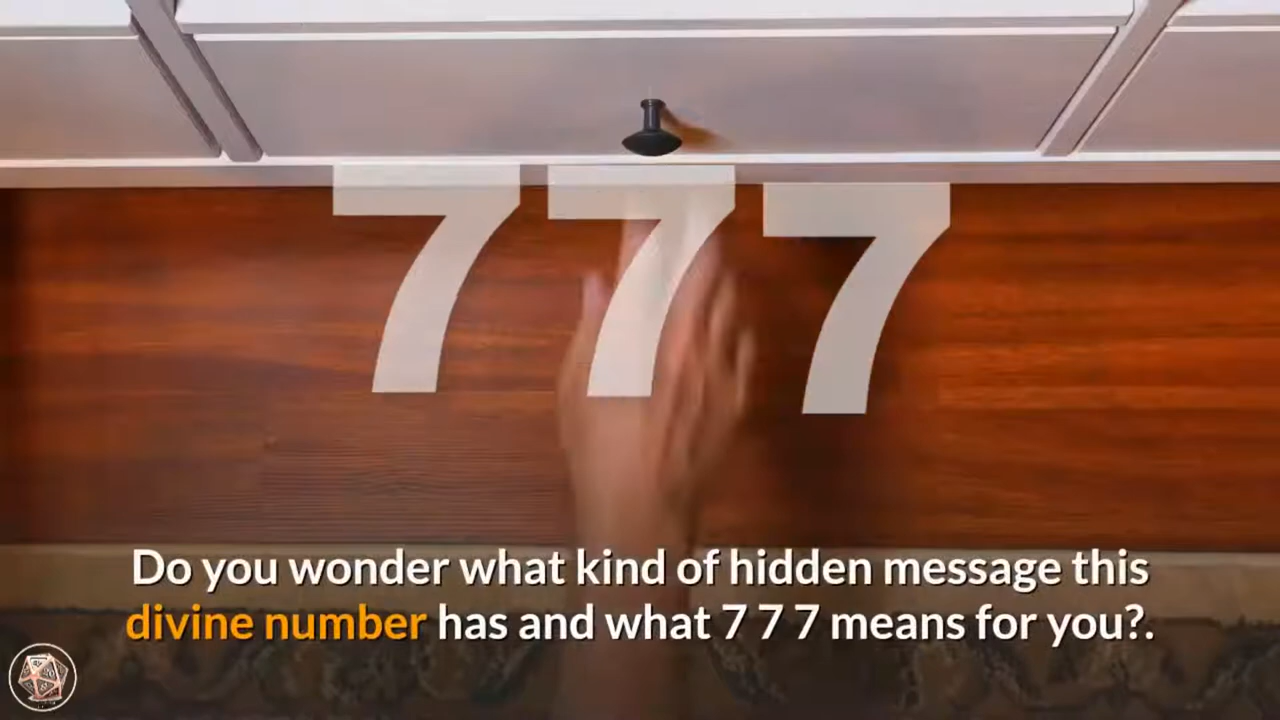 777
Do you wonder what kind of hidden message this
divine number has and what 7 7 7 means for you?.